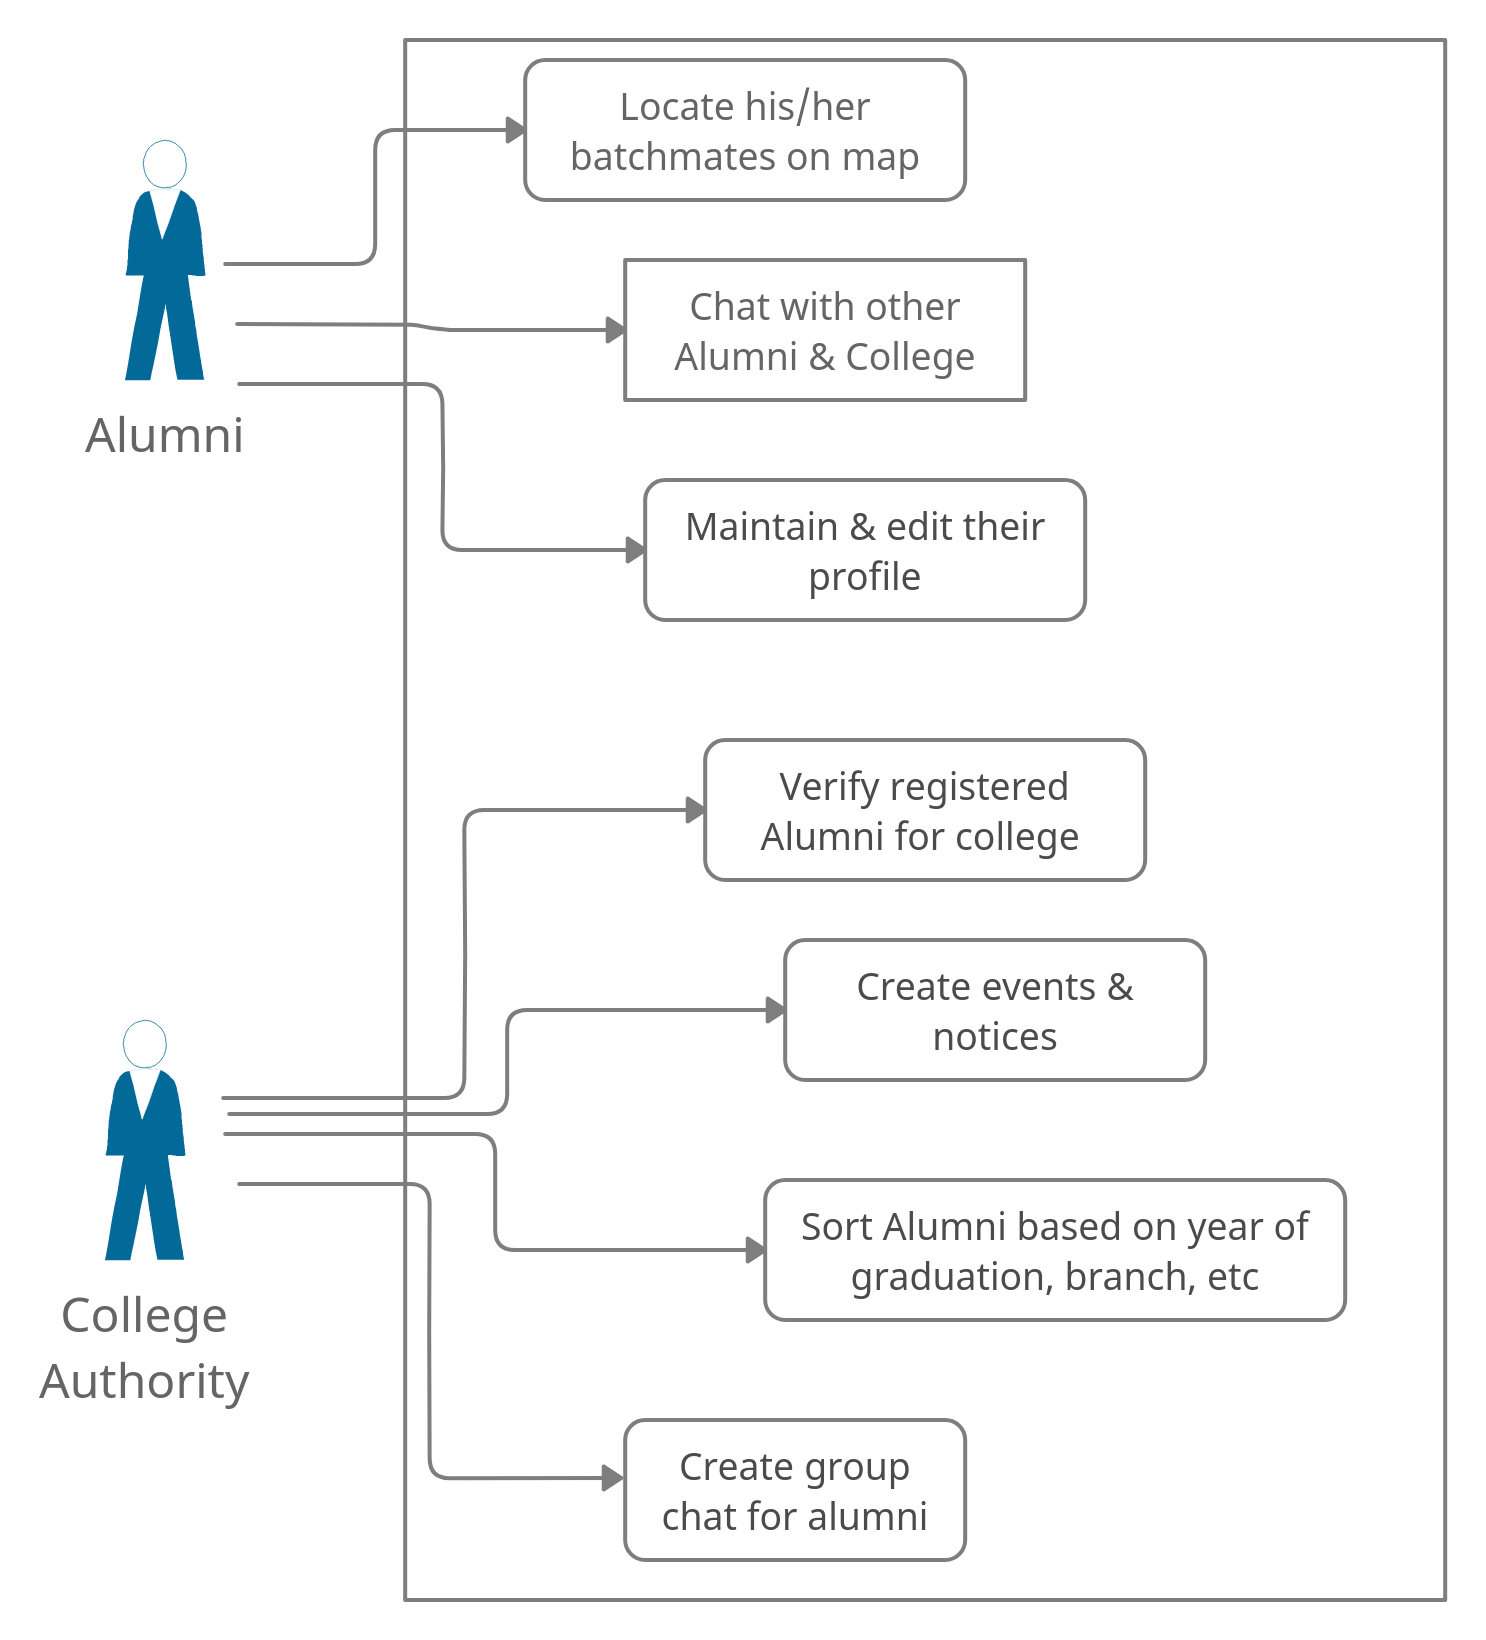 Locate his/her
batchmates on map
Chat with other
Alumni & College
Alumni
Maintain & edit their
profile
Verify registered
Alumni for college
Create events &
notices
Sort Alumni based on year of
graduation, branch, etc
College
Authority
Create group
chat for alumni